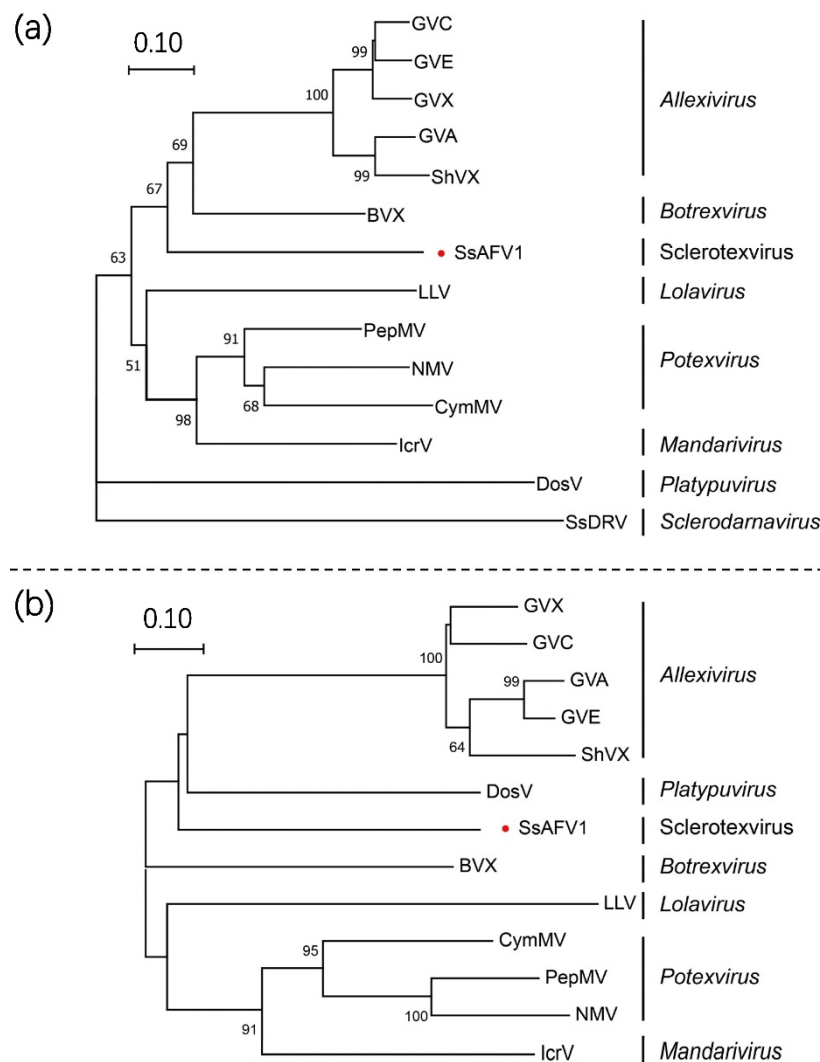 (a)
0.10
GVC
99
GVE
GVX
Allexivirus
100
GVA
69
99
ShVX
67
BVX
Botrexvirus
SsAFV1
Sclerotexvirus
63
LLV
Lolavirus
91
PepMV
51
NMV
Potexvirus
68
CymMV
98
IcrV
Mandarivirus
DosV
Platypuvirus
SsDRV
Sclerodarnavirus
(b)
0.10
GVX
GVC
100
Allexivirus
99
GVA
GVE
64
ShVX
DosV
Platypuvirus
SsAFV1
Sclerotexvirus
BVX
Botrexvirus
LLV
Lolavirus
95
CymMV
PepMV
Potexvirus
100
NMV
91
IcrV
Mandarivirus